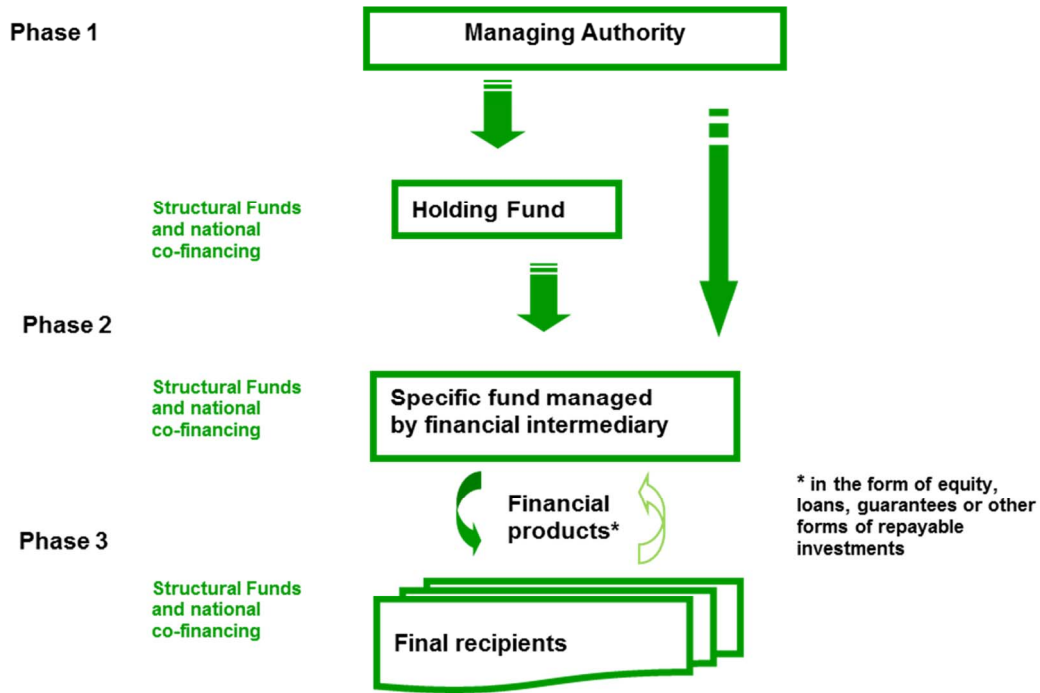 Phase 1
Managing Authority
Structural Funds
and national
co-financing
Holding Fund
Phase 2
Structural Funds
and national
co-financing
Specific fund managed
by financial intermediary
Financial
products*
* in the form of equity,
loans, guarantees or other
forms of repayable
investments
Phase 3
Structural Funds
and national
co-financing
Final recipients